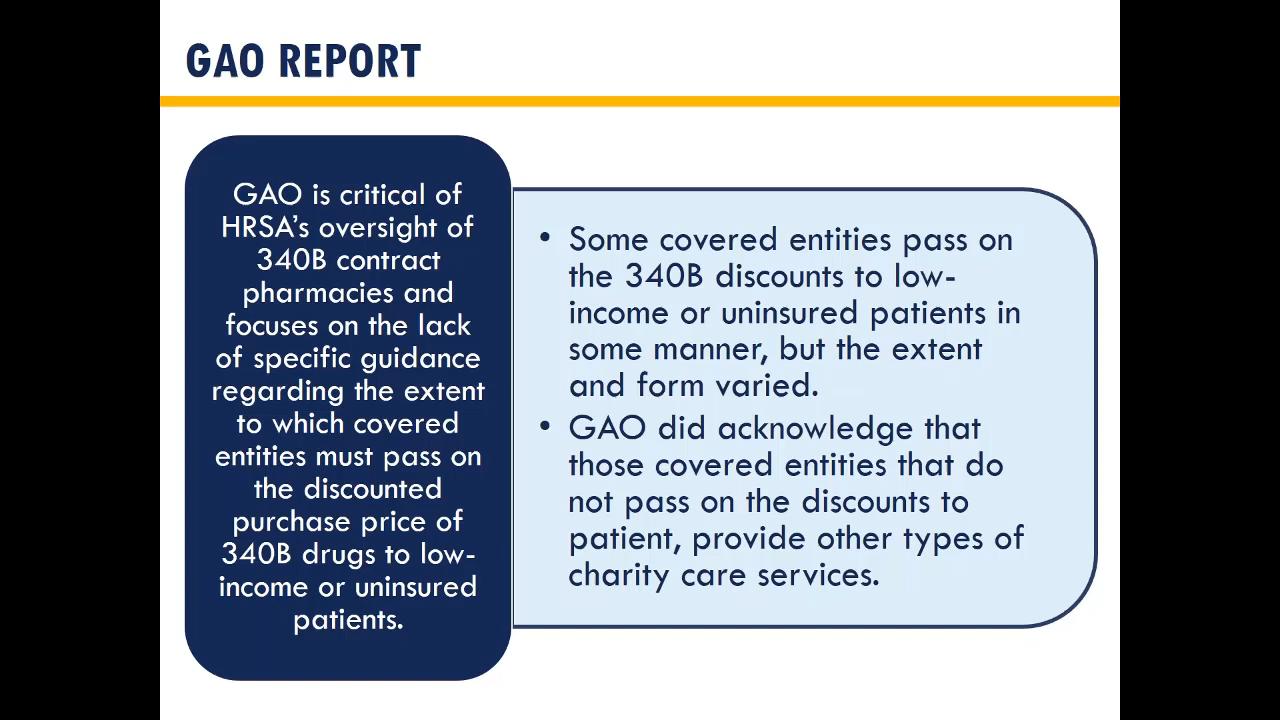 GAO REPORT
GAO is critical of
HRSA's oversight of
340B contract
pharmacies and
focuses on the lack
of specific guidance
regarding the extent
to which covered
entities must pass on
the discounted
purchase price of
340B drugs to low-
income or uninsured
patients.
• Some covered entities pass on
the 340B discounts to low-
income or uninsured patients in
some manner, but the extent
and form varied.
• GAO did acknowledge that
those covered entities that do
not pass on the discounts to
patient, provide other types of
charity care services.